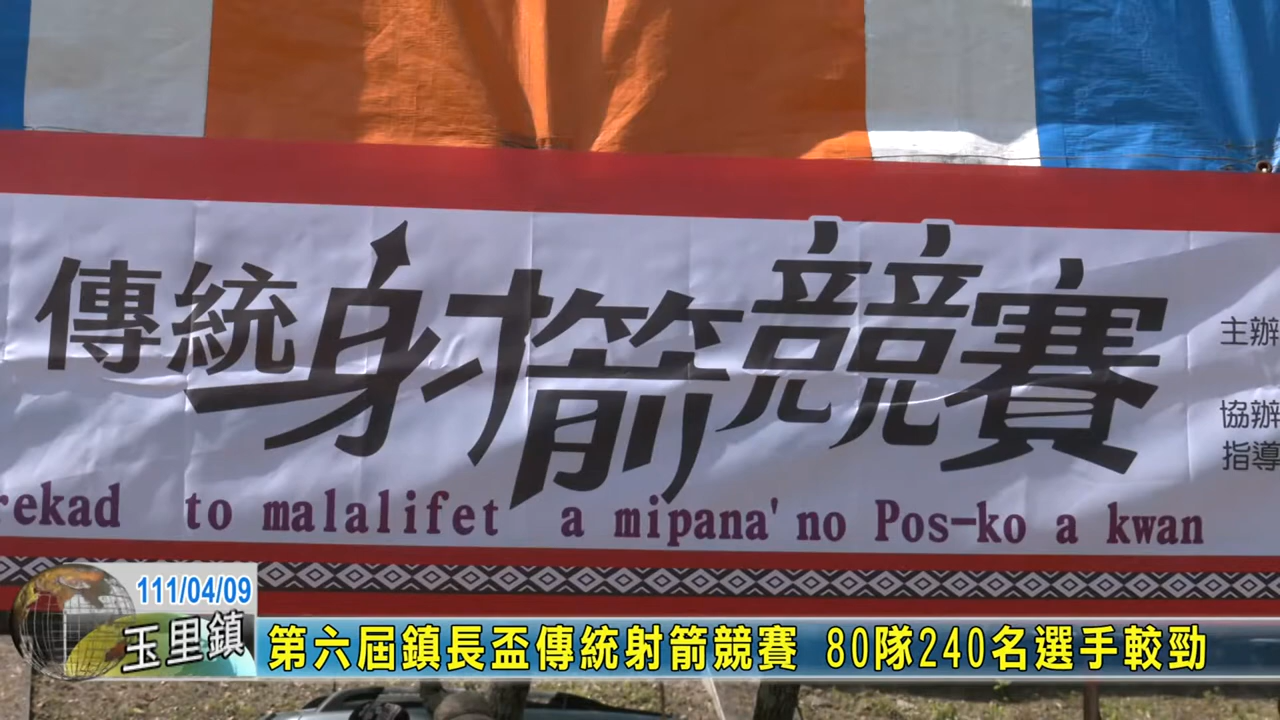 傳統射箭競賽
主辦
協辦
指導
rekad to malalifet a mipana' no Pos-ko a kwan
111/04/09
玉里鎮
第六屆鎮長盃傳統射箭競賽 80隊240名選手較勁